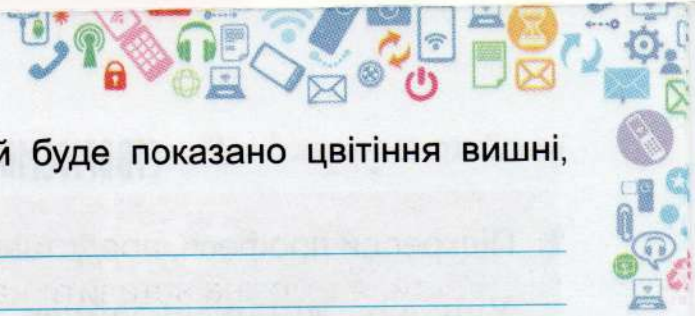 й буде показано цвітіння вишні,